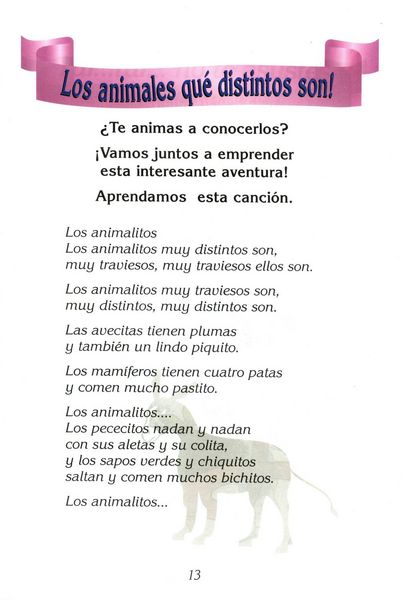 Los animales qué distintos son!
¿Te animas a conocerlos?
¡Vamos juntos a emprender
esta interesante aventura!
Aprendamos esta canción.
Los animalitos
Los animalitos muy distintos son,
muy traviesos, muy traviesos ellos son.
Los animalitos muy traviesos son,
muy distintos, muy distintos son.
Las avecitas tienen plumas
y también un lindo piquito.
Los mamíferos tienen cuatro patas
y comen mucho pastito.
Los animalitos....
Los pececitos nadan y nadan
con sus aletas y su colita,
y los sapos verdes y chiquitos
saltan y comen muchos bichitos.
Los animalitos...
13